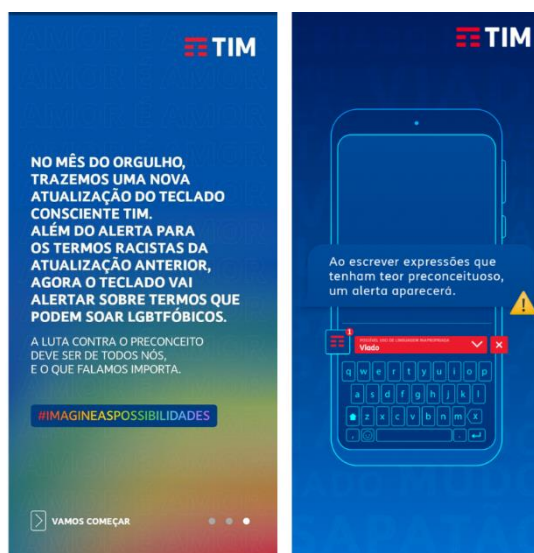 TIM
NO MÊS DO ORGULHO,
TRAZEMOS UMA NOVA
ATUALIZAÇÃO DO TECLADO
CONSCIENTE TIM.
ALÉM DO ALERTA PARA
OS TERMOS RACISTAS DA
ATUALIZAÇÃO ANTERIOR,
AGORA O TECLADO VAI
ALERTAR SOBRE TERMOS QUE
PODEM SOAR LGBTFÓBICOS.
A LUTA CONTRA O PRECONCEITO
DEVE SER DE TODOS NÓS,
E O QUE FALAMOS IMPORTA.
#IMAGINEASPOSSIBILIDADES
VAMOS COMEÇAR
TIM
Ao escrever expressões que
tenham teor preconceituoso,
um alerta aparecerá.
1
Viado
q w e r t y u i o p
a s d f g h j k l
z x c v b n m
, .